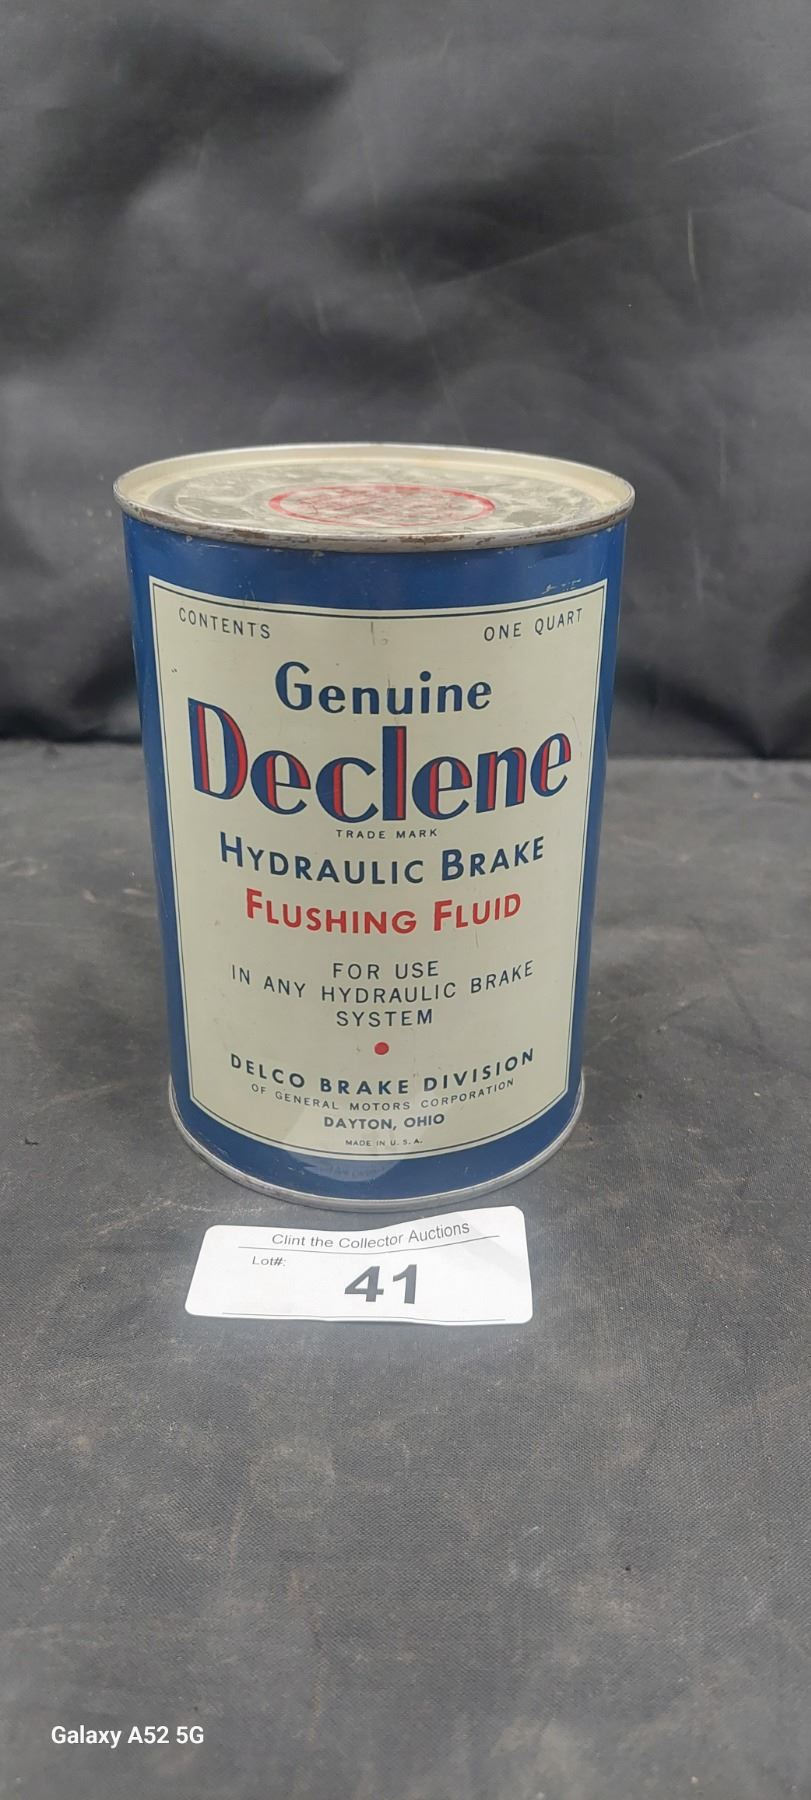 CONTENTS ONE QUART
Genuine
Declene
TRADE MARK
HYDRAULIC BRAKE
FLUSHING FLUID
FOR USE
IN ANY HYDRAULIC BRAKE
SYSTEM
DELCO BRAKE DIVISION
OF GENERAL MOTORS CORPORATION
DAYTON, OHIO
MADE IN U.S.A.
Clint the Collector Auctions
Lot#:
41
Galaxy A52 5G